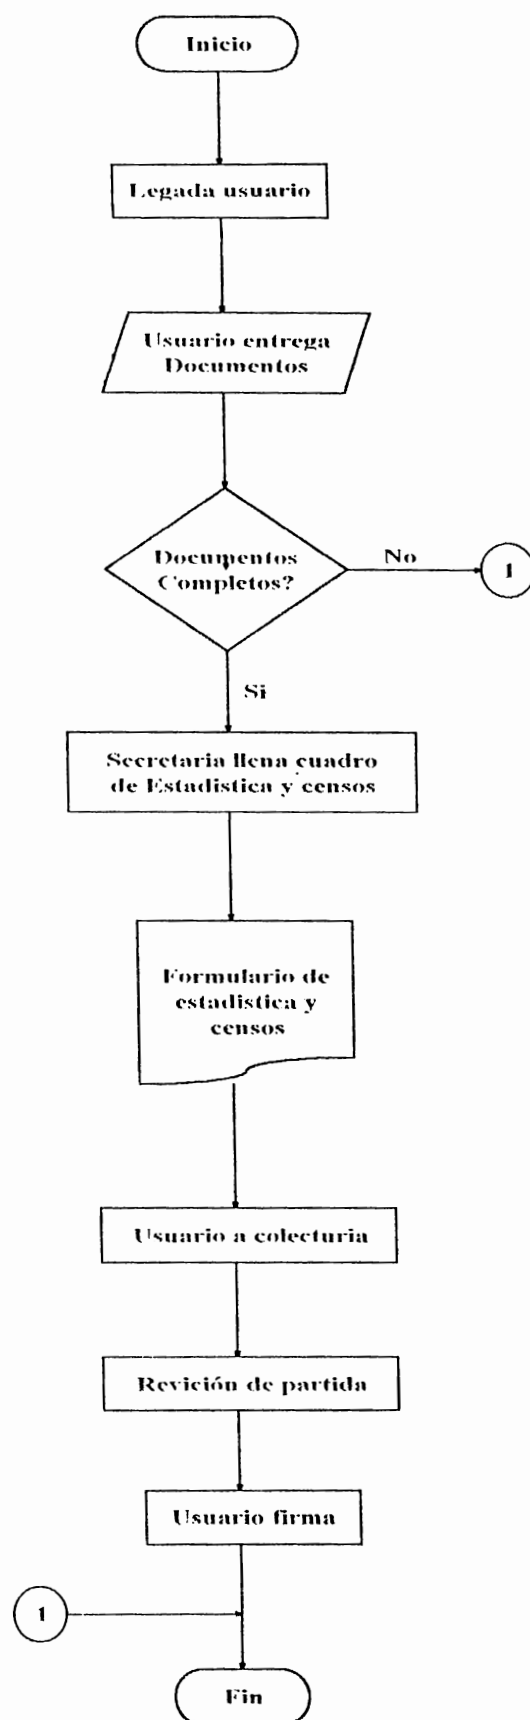 Inicio
Legada usuario
Usuario entrega
Documentos
Documentos
Completos?
No
1
Si
Secretaria llena cuadro
de Estadistica y censos
Formulario de
estadistica y
censos
Usuario a colecturia
Revición de partida
Usuario firma
1
Fin